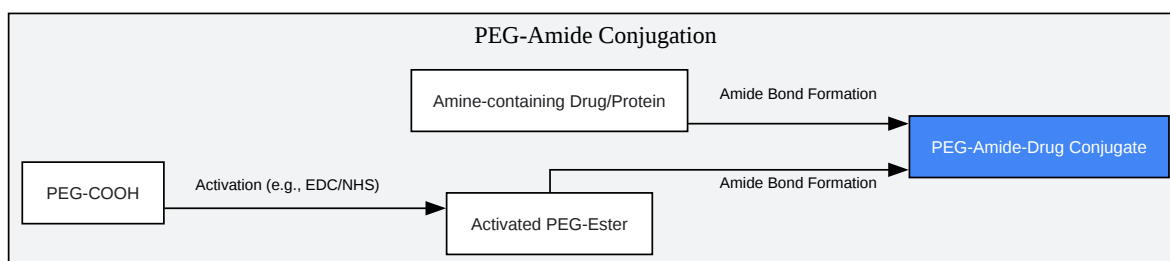 PEG-Amide Conjugation
Amine-containing Drug/Protein
Amide Bond Formation
PEG-Amide-Drug Conjugate
PEG-COOH
Activation (e.g., EDC/NHS)
Amide Bond Formation
Activated PEG-Ester